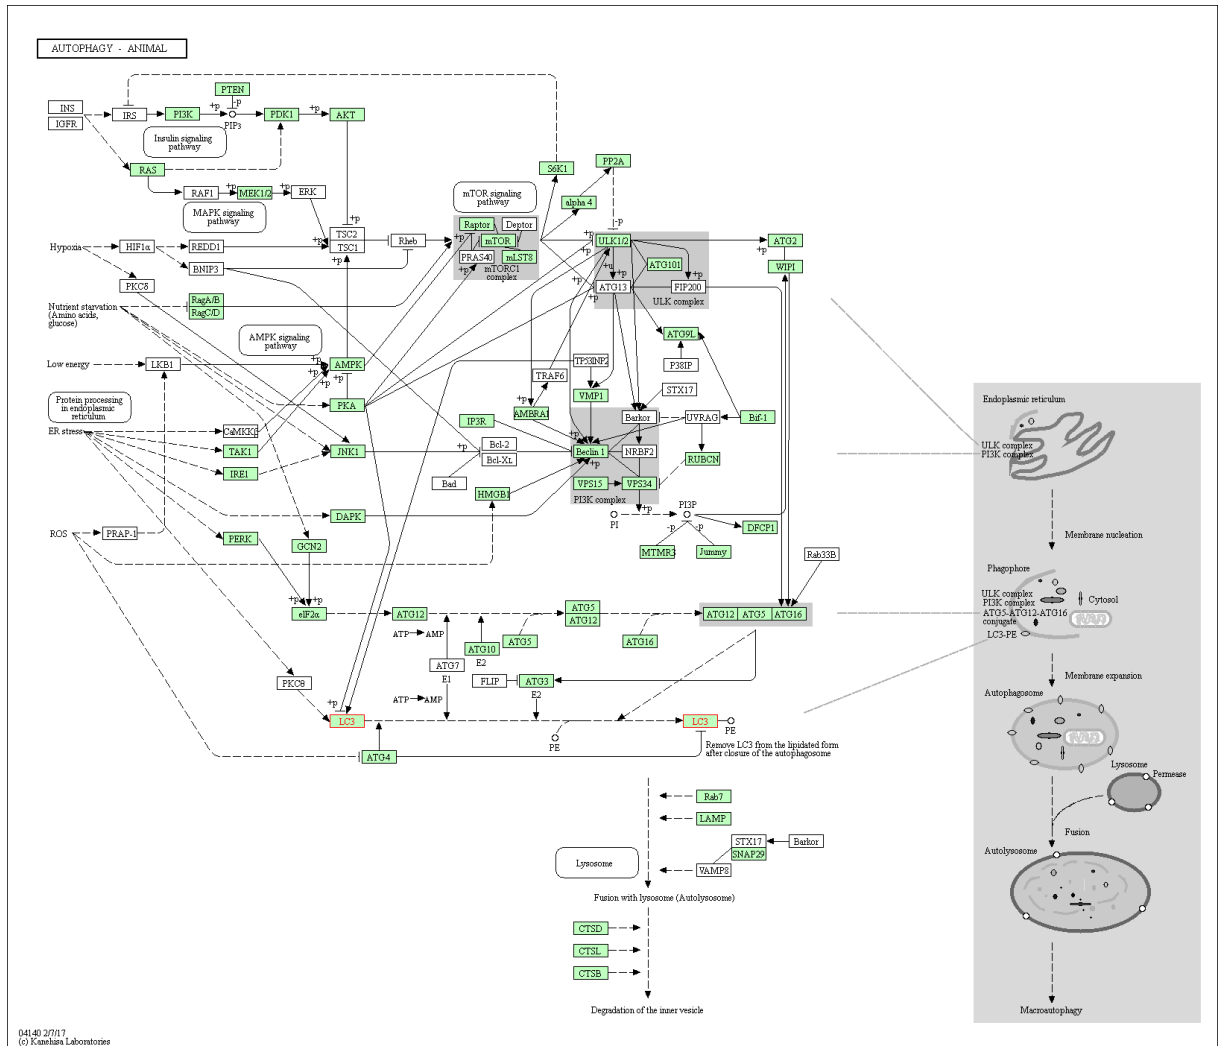 AUTOPHAGY - ANIMAL
PTEN
+p
-p
INS
IGFR
IRS
PI3K
PIP3
PDK1
+p
AKT
Insulin signaling
pathway
RAS
RAF1
+p
MEK1/2
+p
ERK
MAPK signaling
pathway
+p
TSC2
TSC1
+p
Rheb
mTOR signaling
pathway
S6K1
PP2A
alpha 4
-p
Raptor
Deptor
mTOR
PRAS40
mLST8
+p
mTORC1
complex
+p
ULK1/2
+p
+u
+p
ATG101
+p
ATG13
FIP200
+p
ULK complex
ATG2
+p
WIPI
Hypoxia
HIF1α
REDD1
BNIP3
PKCδ
Nutrient starvation
(Amino acids,
glucose)
RagA/B
RagC/D
AMPK signaling
pathway
Low energy
LKB1
+p
+p
+p
AMPK
ATG9L
P38IP
TP53INP2
TRAF6
STX17
VMP1
Protein processing
in endoplasmic
reticulum
PKA
IP3R
+p
AMBRA1
Barkor
UVRAG
Bif-1
ER stress
CaMKKβ
TAK1
IRE1
JNK1
+p
Bcl-2
Bcl-XL
Bad
+p
Beclin 1
+p
NRBF2
RUBCN
HMGB1
VPS15
VPS34
PI3K complex
+p
DAPK
PI
PI3P
DFCP1
-p
-p
MTMR3
Jummy
ROS
PRAP-1
PERK
GCN2
Rab33B
+p
+p
eIF2α
ATG12
ATG5
ATG12
ATG12
ATG5
ATG16
ATP
AMP
ATG10
E2
ATG5
ATG16
ATG7
E1
PKCθ
FLIP
ATG3
E2
ATP
AMP
+p
LC3
LC3
PE
PE
ATG4
Remove LC3 from the lipidated form
after closure of the autophagosome
Rab7
LAMP
STX17
Barkor
SNAP29
VAMP8
Lysosome
Fusion with lysosome (Autolysosome)
CTSD
CTSL
CTSB
Degradation of the inner vesicle
Endoplasmic reticulum
ULK complex
PI3K complex
Membrane nucleation
Phagophore
ULK complex
PI3K complex
Cytosol
ATG5-ATG12-ATG16
conjugate
LC3-PE
Membrane expansion
Autophagosome
Lysosome
Permease
Fusion
Autolysosome
Macroautophagy
04140 2/7/17
(c) Kanehisa Laboratories